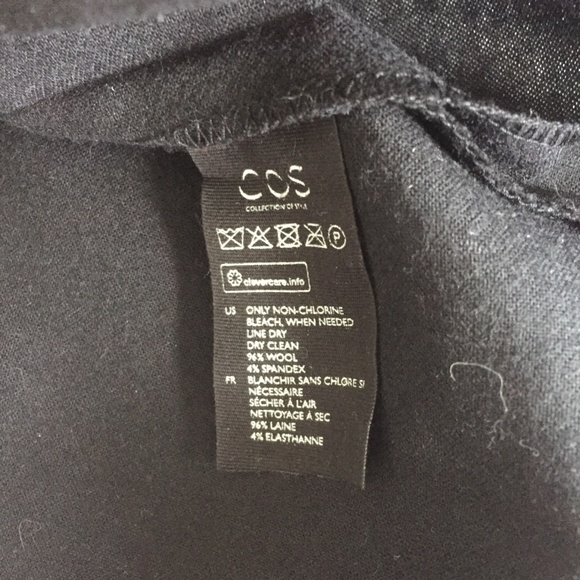 COS
COLLECTION OF STYLE
P
clevercare.info
US ONLY NON-CHLORINE
BLEACH, WHEN NEEDED
LINE DRY
DRY CLEAN
96% WOOL
4% SPANDEX
FR BLANCHIR SANS CHLORE SI
NÉCESSAIRE
SÉCHER À L'AIR
NETTOYAGE À SEC
96% LAINE
4% ELASTHANNE